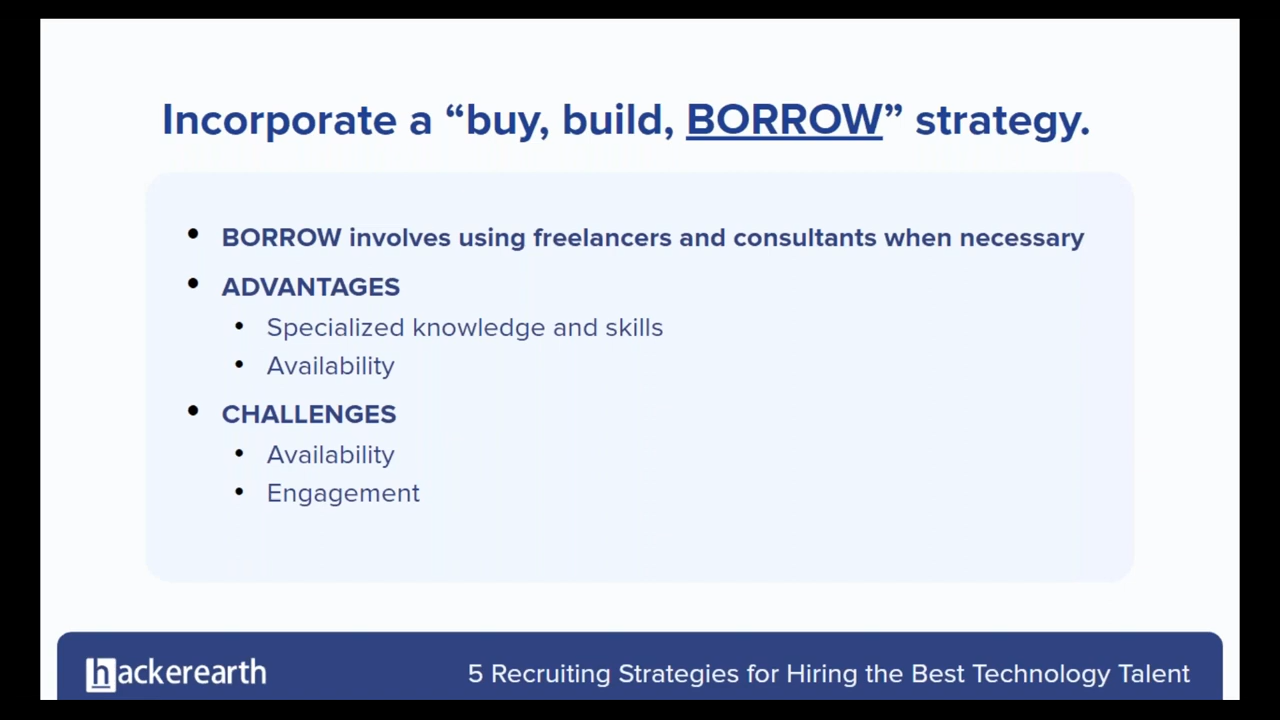 Incorporate a “buy, build, BORROW” strategy.
• BORROW involves using freelancers and consultants when necessary
• ADVANTAGES
• Specialized knowledge and skills
• Availability
• CHALLENGES
• Availability
• Engagement
hackerearth
5 Recruiting Strategies for Hiring the Best Technology Talent